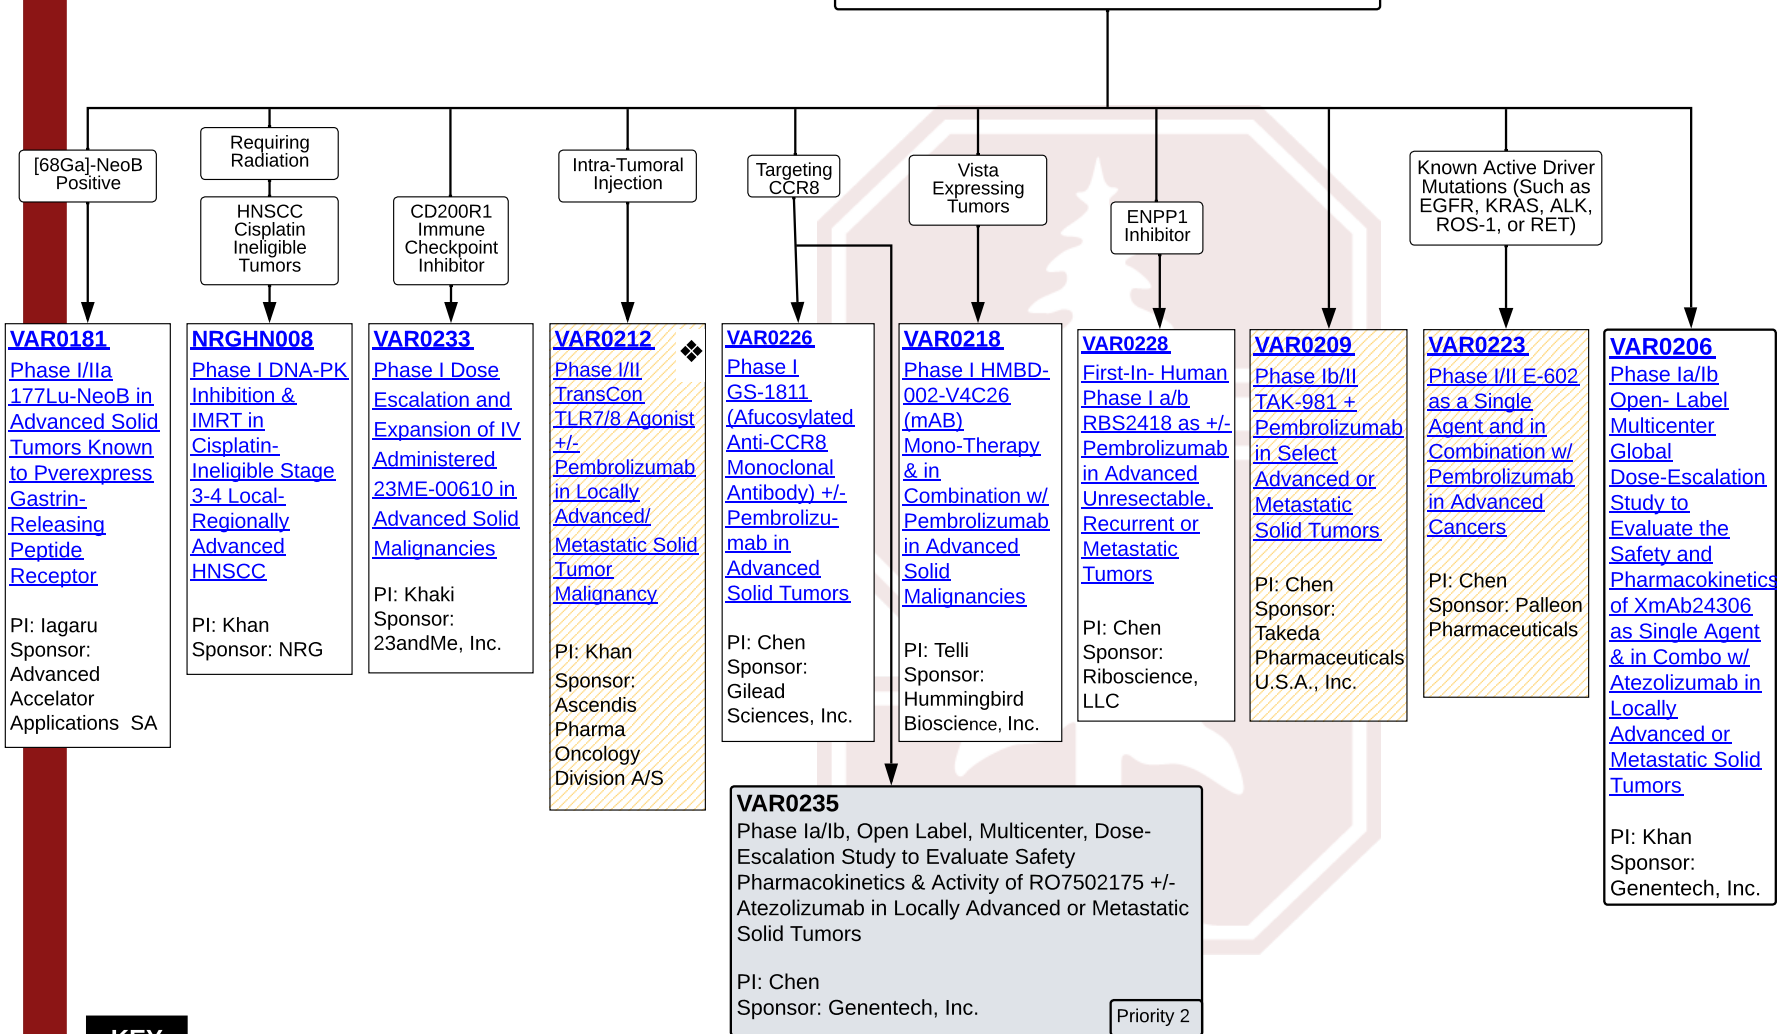 [68Ga]-NeoB
Positive
Requiring
Radiation
HNSCC
Cisplatin
Ineligible
Tumors
CD200R1
Immune
Checkpoint
Inhibitor
Intra-Tumoral
Injection
Targeting
CCR8
Vista
Expressing
Tumors
ENPP1
Inhibitor
Known Active Driver
Mutations (Such as
EGFR, KRAS, ALK,
ROS-1, or RET)
VAR0181
Phase I/IIa
177Lu-NeoB in
Advanced Solid
Tumors Known
to Pverexpress
Gastrin-
Releasing
Peptide
Receptor
PI: Iagaru
Sponsor:
Advanced
Accelator
Applications  SA
NRGHN008
Phase I DNA-PK
Inhibition &
IMRT in
Cisplatin-
Ineligible Stage
3-4 Local-
Regionally
Advanced
HNSCC
PI: Khan
Sponsor: NRG
VAR0233
Phase I Dose
Escalation and
Expansion of IV
Administered
23ME-00610 in
Advanced Solid
Malignancies
PI: Khaki
Sponsor:
23andMe, Inc.
VAR0212
❖
Phase I/II
TransCon
TLR7/8 Agonist
+/-
Pembrolizumab
in Locally
Advanced/
Metastatic Solid
Tumor
Malignancy
PI: Khan
Sponsor:
Ascendis
Pharma
Oncology
Division A/S
VAR0226
Phase I
GS-1811
(Afucosylated
Anti-CCR8
Monoclonal
Antibody) +/-
Pembrolizu-
mab in
Advanced
Solid Tumors
PI: Chen
Sponsor:
Gilead
Sciences, Inc.
VAR0218
Phase I HMBD-
002-V4C26
(mAB)
Mono-Therapy
& in
Combination w/
Pembrolizumab
in Advanced
Solid
Malignancies
PI: Telli
Sponsor:
Hummingbird
Bioscience, Inc.
VAR0228
First-In- Human
Phase I a/b
RBS2418 as +/-
Pembrolizumab
in Advanced
Unresectable,
Recurrent or
Metastatic
Tumors
PI: Chen
Sponsor:
Riboscience,
LLC
VAR0209
Phase Ib/II
TAK-981 +
Pembrolizumab
in Select
Advanced or
Metastatic
Solid Tumors
PI: Chen
Sponsor:
Takeda
Pharmaceuticals
U.S.A., Inc.
VAR0223
Phase I/II E-602
as a Single
Agent and in
Combination w/
Pembrolizumab
in Advanced
Cancers
PI: Chen
Sponsor: Palleon
Pharmaceuticals
VAR0206
Phase Ia/Ib
Open- Label
Multicenter
Global
Dose-Escalation
Study to
Evaluate the
Safety and
Pharmacokinetics
of XmAb24306
as Single Agent
& in Combo w/
Atezolizumab in
Locally
Advanced or
Metastatic Solid
Tumors
PI: Khan
Sponsor:
Genentech, Inc.
VAR0235
Phase Ia/Ib, Open Label, Multicenter, Dose-
Escalation Study to Evaluate Safety
Pharmacokinetics & Activity of RO7502175 +/-
Atezolizumab in Locally Advanced or Metastatic
Solid Tumors
PI: Chen
Sponsor: Genentech, Inc.
Priority 2
KEY